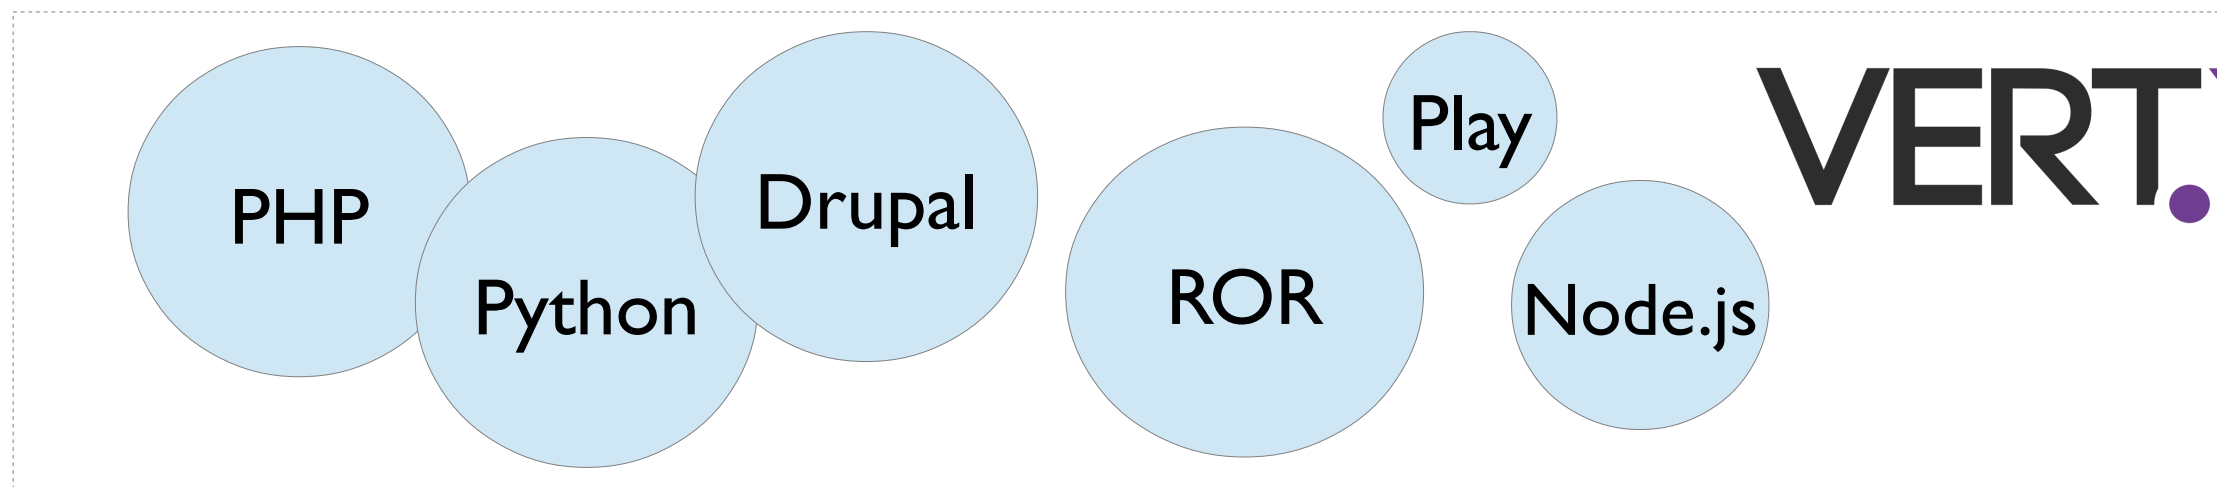 PHP
Python
Drupal
ROR
Play
Node.js
VERT.